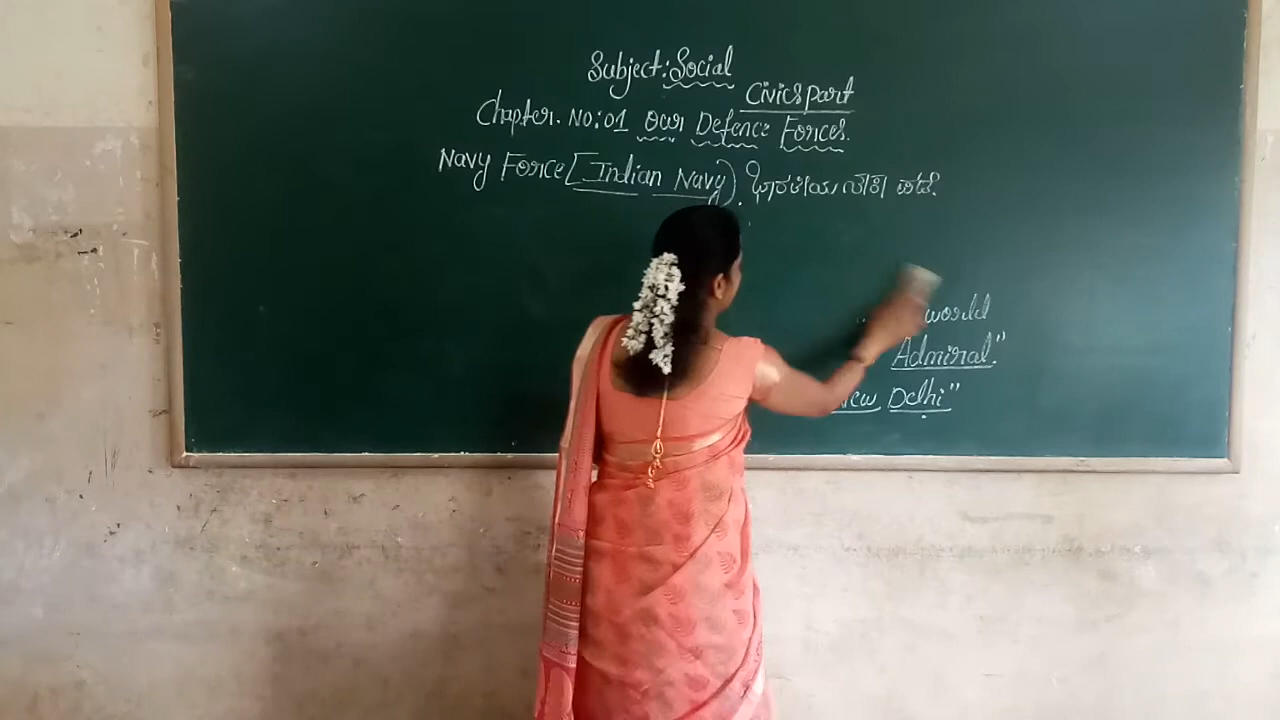 Subject: Social
Civics part
Chapter. No: 01 Our Defence Forces.
Navy Force [Indian Navy). ಭಾರತೀಯ ನೌಕಾ ಪಡೆ.
world
Admiral."
New Delhi"